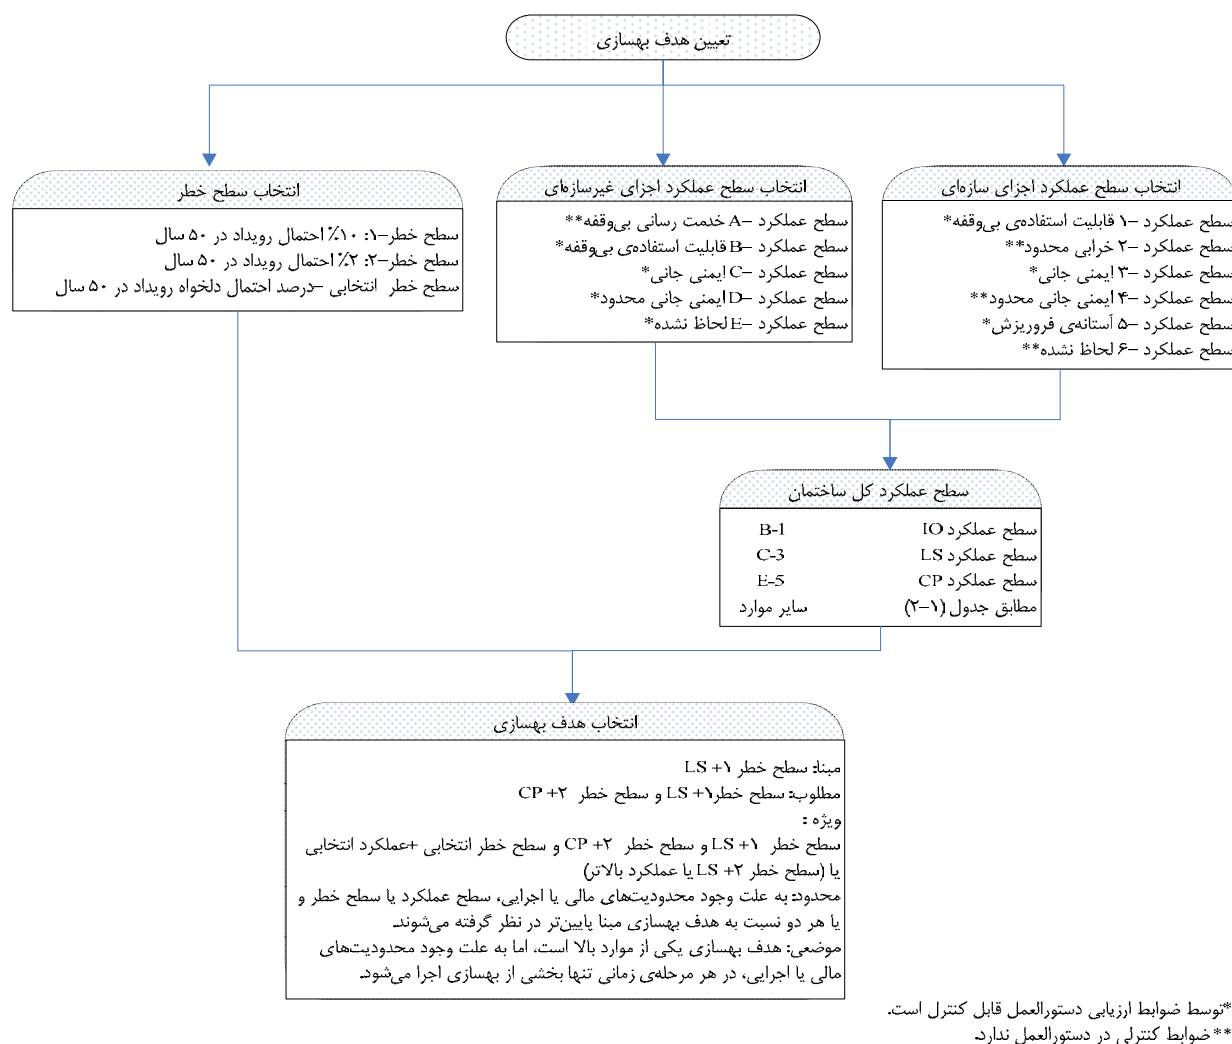 تعیین هدف بهسازی
انتخاب سطح عملکرد اجزای سازه‌ای
سطح عملکرد -۱ قابلیت استفاده‌ی بی‌وقفه*
سطح عملکرد -۲ خرابی محدود**
سطح عملکرد -۳ ایمنی جانی*
سطح عملکرد -۴ ایمنی جانی محدود**
سطح عملکرد -۵ آستانه‌ی فروریزش*
سطح عملکرد -۶ لحاظ نشده**
انتخاب سطح عملکرد اجزای غیرسازه‌ای
سطح عملکرد -A خدمت رسانی بی‌وقفه**
سطح عملکرد -B قابلیت استفاده‌ی بی‌وقفه*
سطح عملکرد -C ایمنی جانی*
سطح عملکرد -D ایمنی جانی محدود*
سطح عملکرد -E لحاظ نشده*
انتخاب سطح خطر
سطح خطر-۱: ۱۰٪ احتمال رویداد در ۵۰ سال
سطح خطر-۲: ۲٪ احتمال رویداد در ۵۰ سال
سطح خطر انتخابی -درصد احتمال دلخواه رویداد در ۵۰ سال
سطح عملکرد کل ساختمان
سطح عملکرد IO B-1
سطح عملکرد LS C-3
سطح عملکرد CP E-5
مطابق جدول (۱-۲) سایر موارد
انتخاب هدف بهسازی
مبنا: سطح خطر ۱+ LS
مطلوب: سطح خطر۱+ LS و سطح خطر ۲+ CP
ویژه :
سطح خطر ۱+ LS و سطح خطر ۲+ CP و سطح خطر انتخابی +عملکرد انتخابی
یا (سطح خطر ۲+ LS یا عملکرد بالاتر)
محدود: به علت وجود محدودیت‌های مالی یا اجرایی، سطح عملکرد یا سطح خطر و
یا هر دو نسبت به هدف بهسازی مبنا پایین‌تر در نظر گرفته می‌شوند.
موضعی: هدف بهسازی یکی از موارد بالا است، اما به علت وجود محدودیت‌های
مالی یا اجرایی، در هر مرحله‌ی زمانی تنها بخشی از بهسازی اجرا می‌شود.
*توسط ضوابط ارزیابی دستورالعمل قابل کنترل است.
**ضوابط کنترلی در دستورالعمل ندارد.